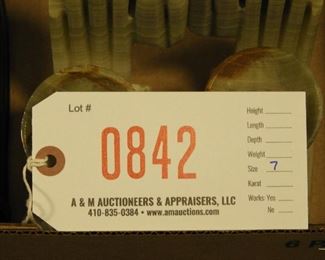 Lot #
0842
A & M AUCTIONEERS & APPRAISERS, LLC
410-835-0384 • www.amauctions.com
Height
Length
Depth
Weight
Size 7
Karat
Works: Yes
No